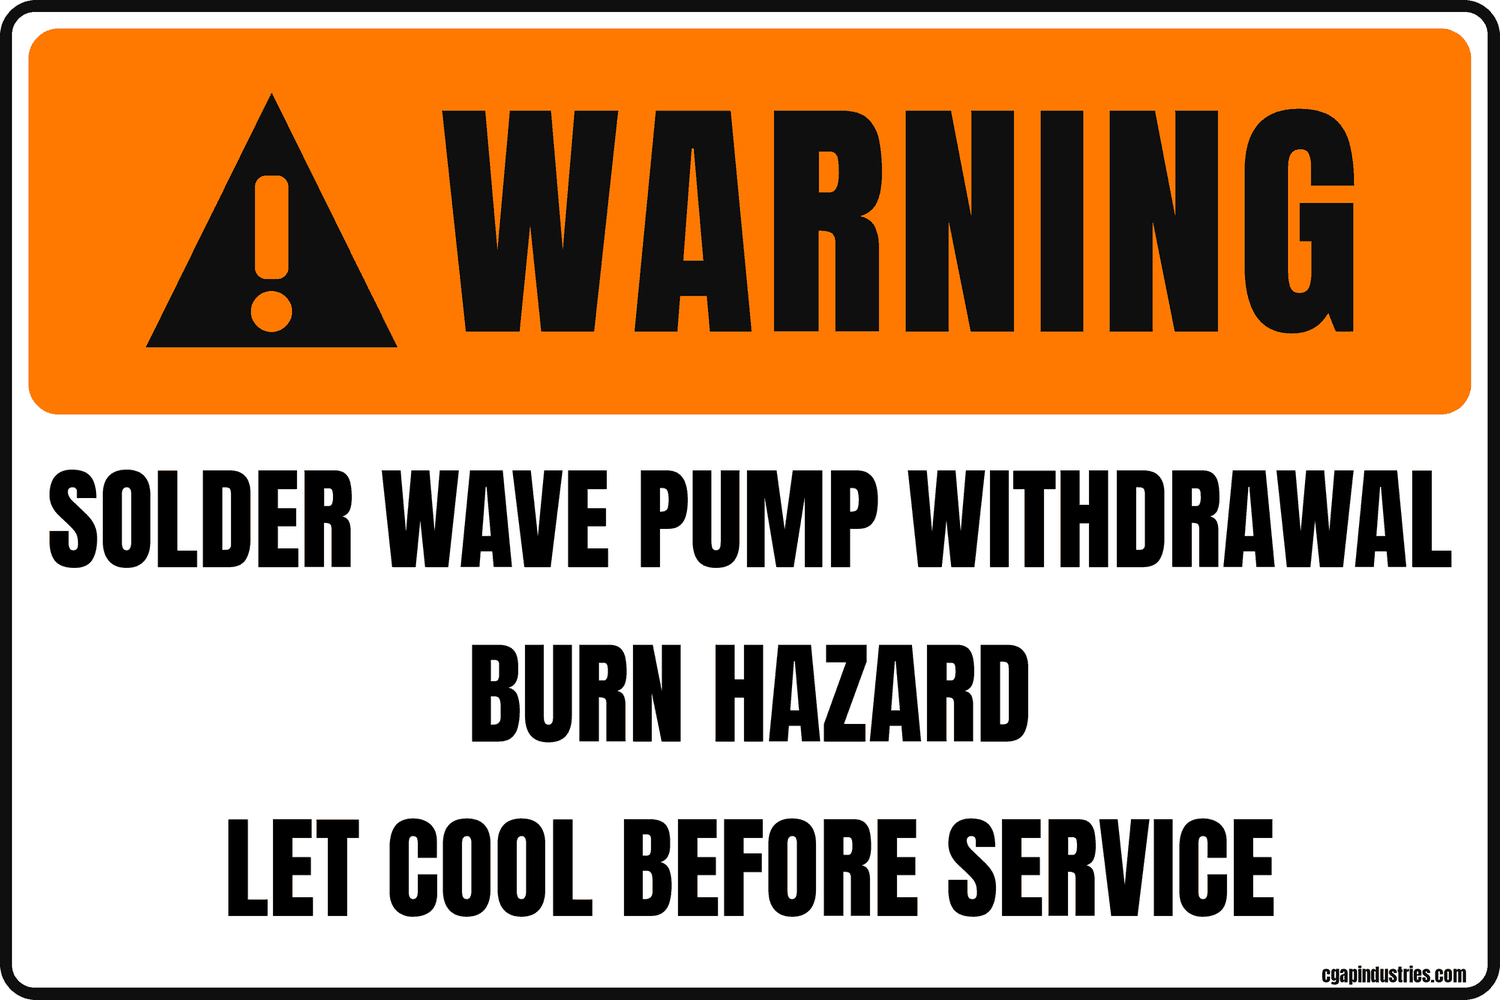 WARNING
SOLDER WAVE PUMP WITHDRAWAL
BURN HAZARD
LET COOL BEFORE SERVICE
cgapindustries.com